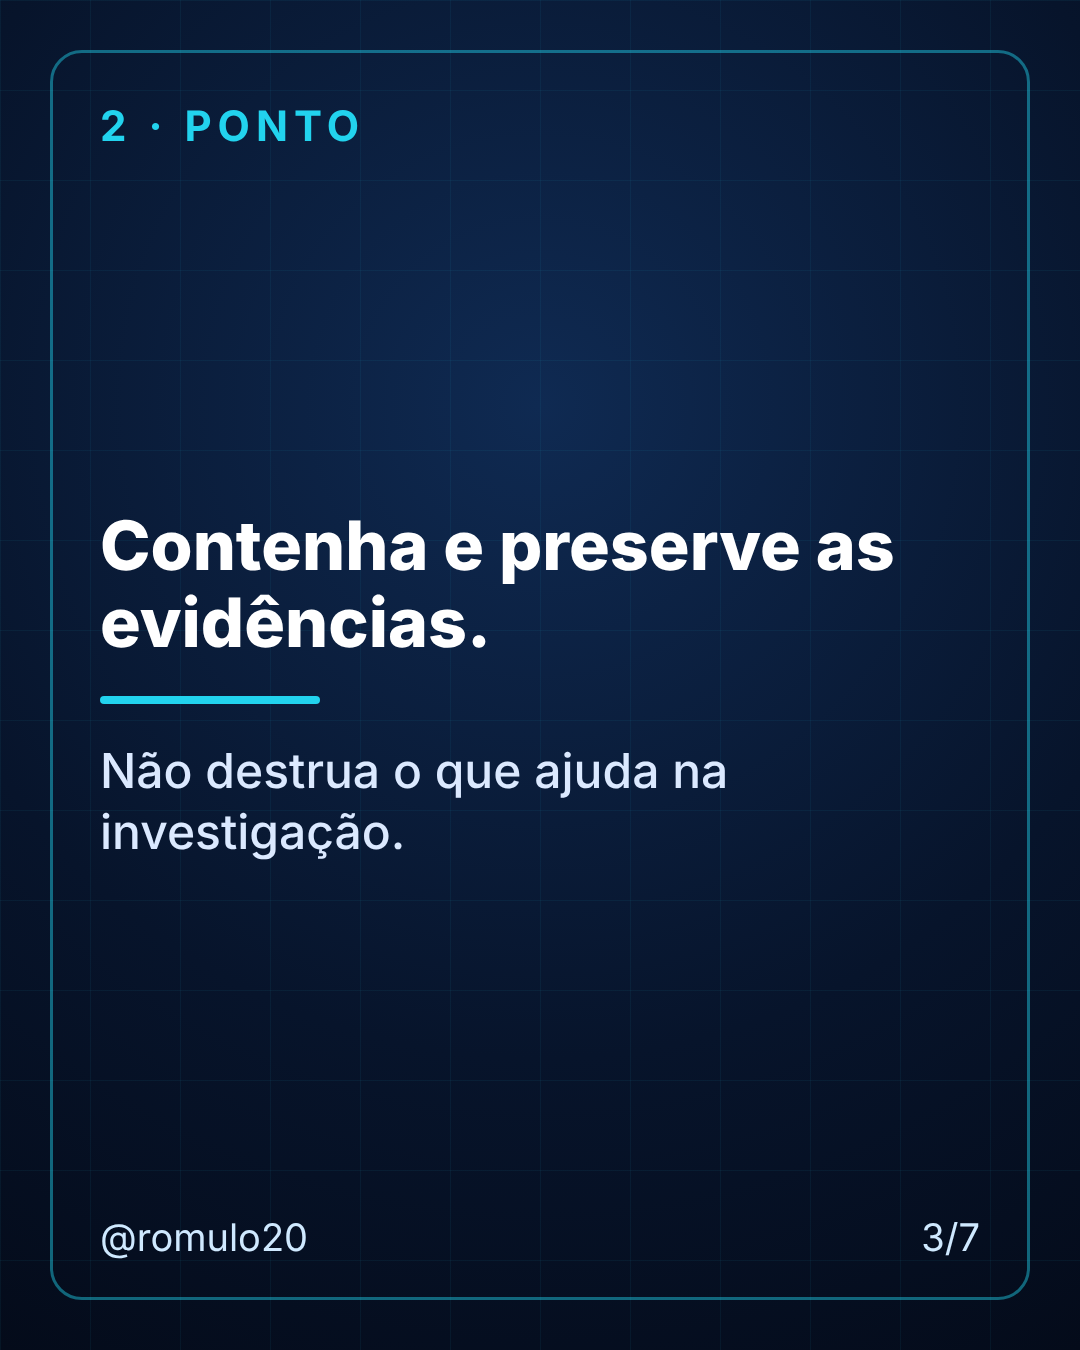 2 · PONTO
Contenha e preserve as
evidências.
Não destrua o que ajuda na
investigação.
@romulo20
3/7